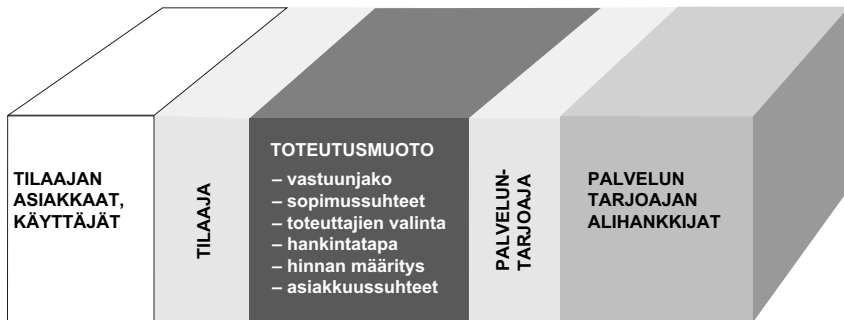 TILAAJAN
ASIAKKAAT,
KÄYTTÄJÄT
TILAAJA
TOTEUTUSMUOTO
– vastuunjako
– sopimussuhteet
– toteuttajien valinta
– hankintatapa
– hinnan määritys
– asiakkuussuhteet
PALVELUN-
TARJOAJA
PALVELUN
TARJOAJAN
ALIHANKKIJAT